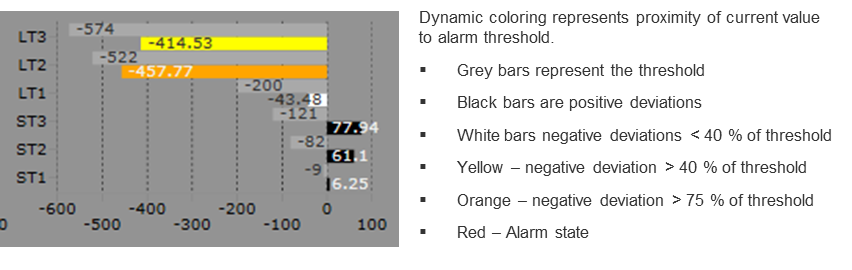 LT3
-574
-414.53
LT2
-522
-457.77
LT1
-200
-43.48
ST3
-121
77.94
ST2
-82
61.1
ST1
-9
6.25
-600 -400 -200 0
0 -500 -300 -100 100
Dynamic coloring represents proximity of current value
to alarm threshold.
▪ Grey bars represent the threshold
▪ Black bars are positive deviations
▪ White bars negative deviations < 40 % of threshold
▪ Yellow – negative deviation > 40 % of threshold
▪ Orange – negative deviation > 75 % of threshold
▪ Red – Alarm state